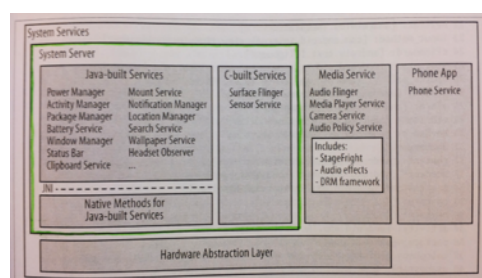 System Services
System Server
Java-built Services
Power Manager
Activity Manager
Package Manager
Battery Service
Window Manager
Status Bar
Clipboard Service
Mount Service
Notification Manager
Location Manager
Search Service
Wallpaper Service
Headset Observer
...
JNI
Native Methods for
Java-built Services
C-built Services
Surface Flinger
Sensor Service
Media Service
Audio Flinger
Media Player Service
Camera Service
Audio Policy Service
Includes:
- StageFright
- Audio effects
- DRM framework
Phone App
Phone Service
Hardware Abstraction Layer